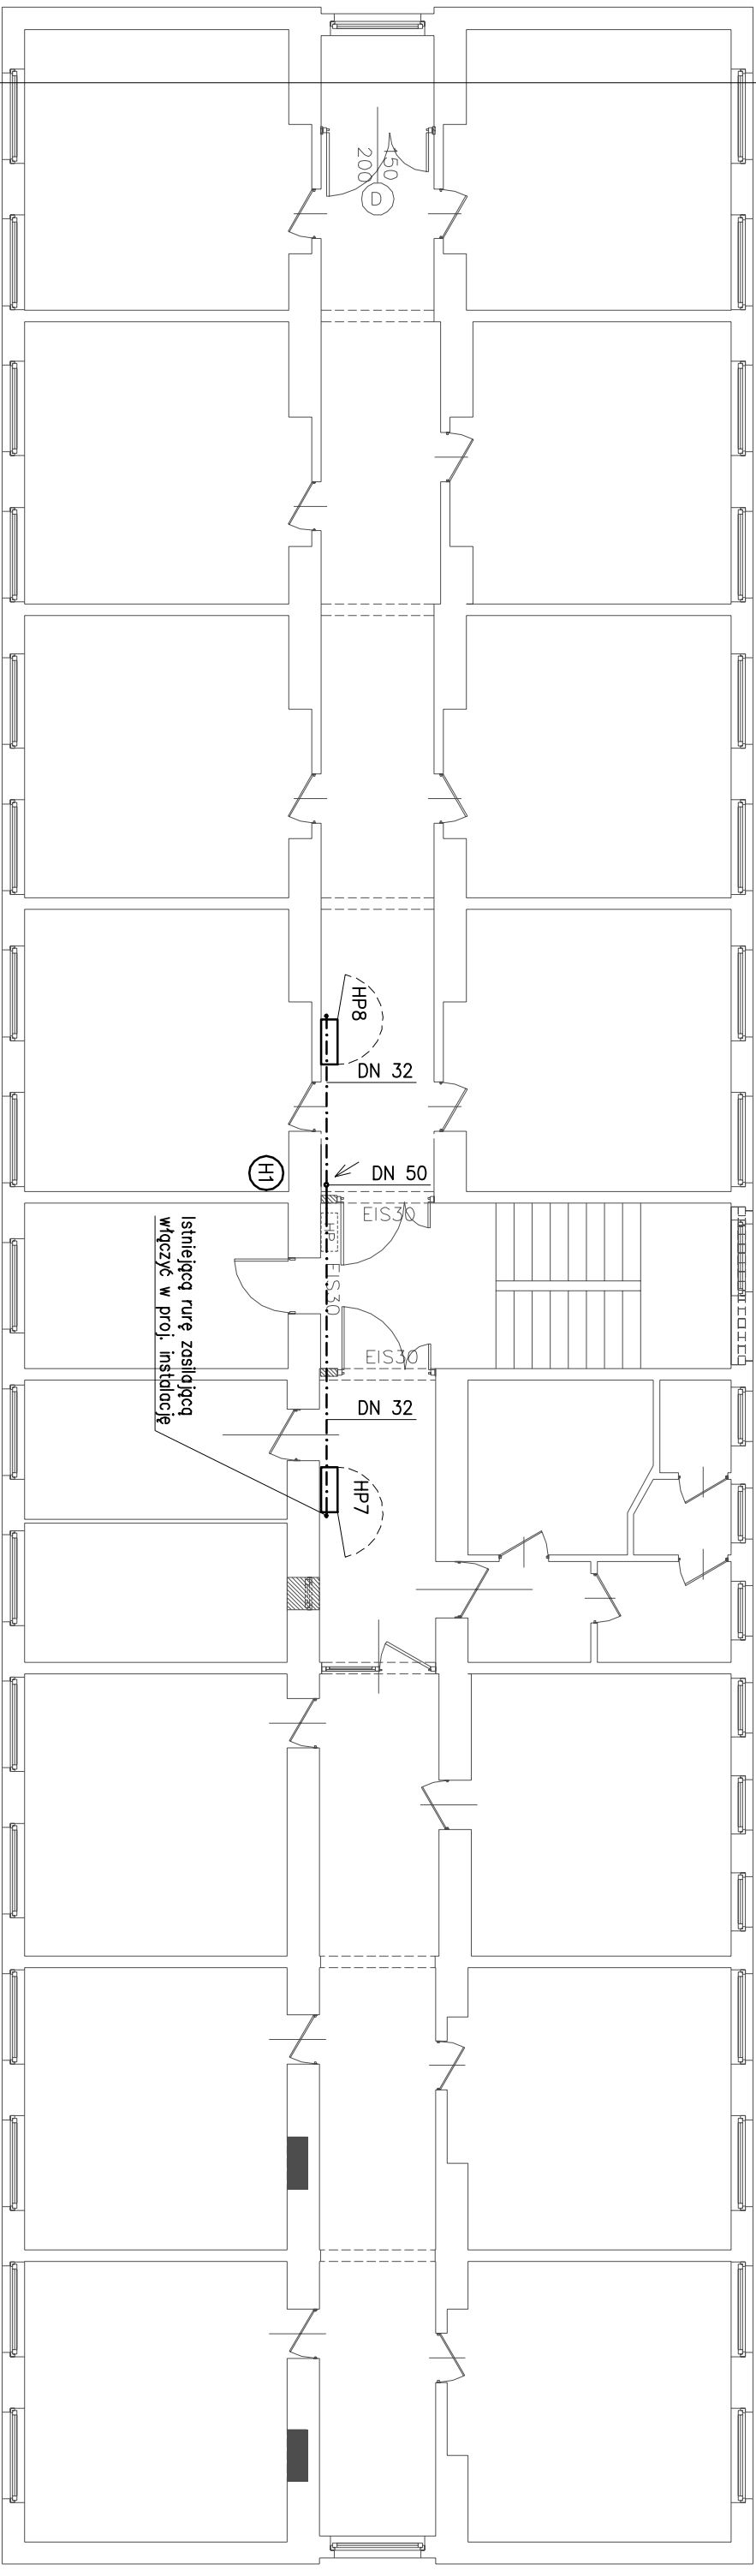 150
200
D
HP8
DN 32
DN 50
H1
EIS30
HP
EIS30
EIS30
Istniejącą rurę zasilającą
włączyć w proj. instalację
DN 32
HP7